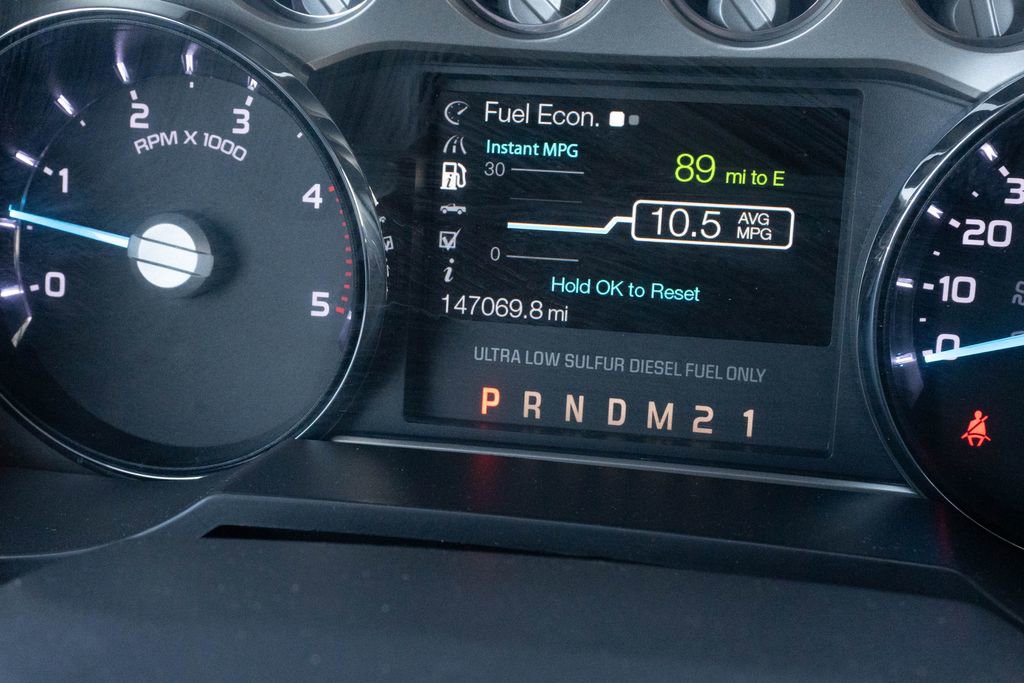 0
1
2
3
4
5
RPM X 1000
Fuel Econ.
Instant MPG
30
89 mi to E
10.5 AVG MPG
0
Hold OK to Reset
147069.8 mi
ULTRA LOW SULFUR DIESEL FUEL ONLY
P R N D M 2 1
20
10
0